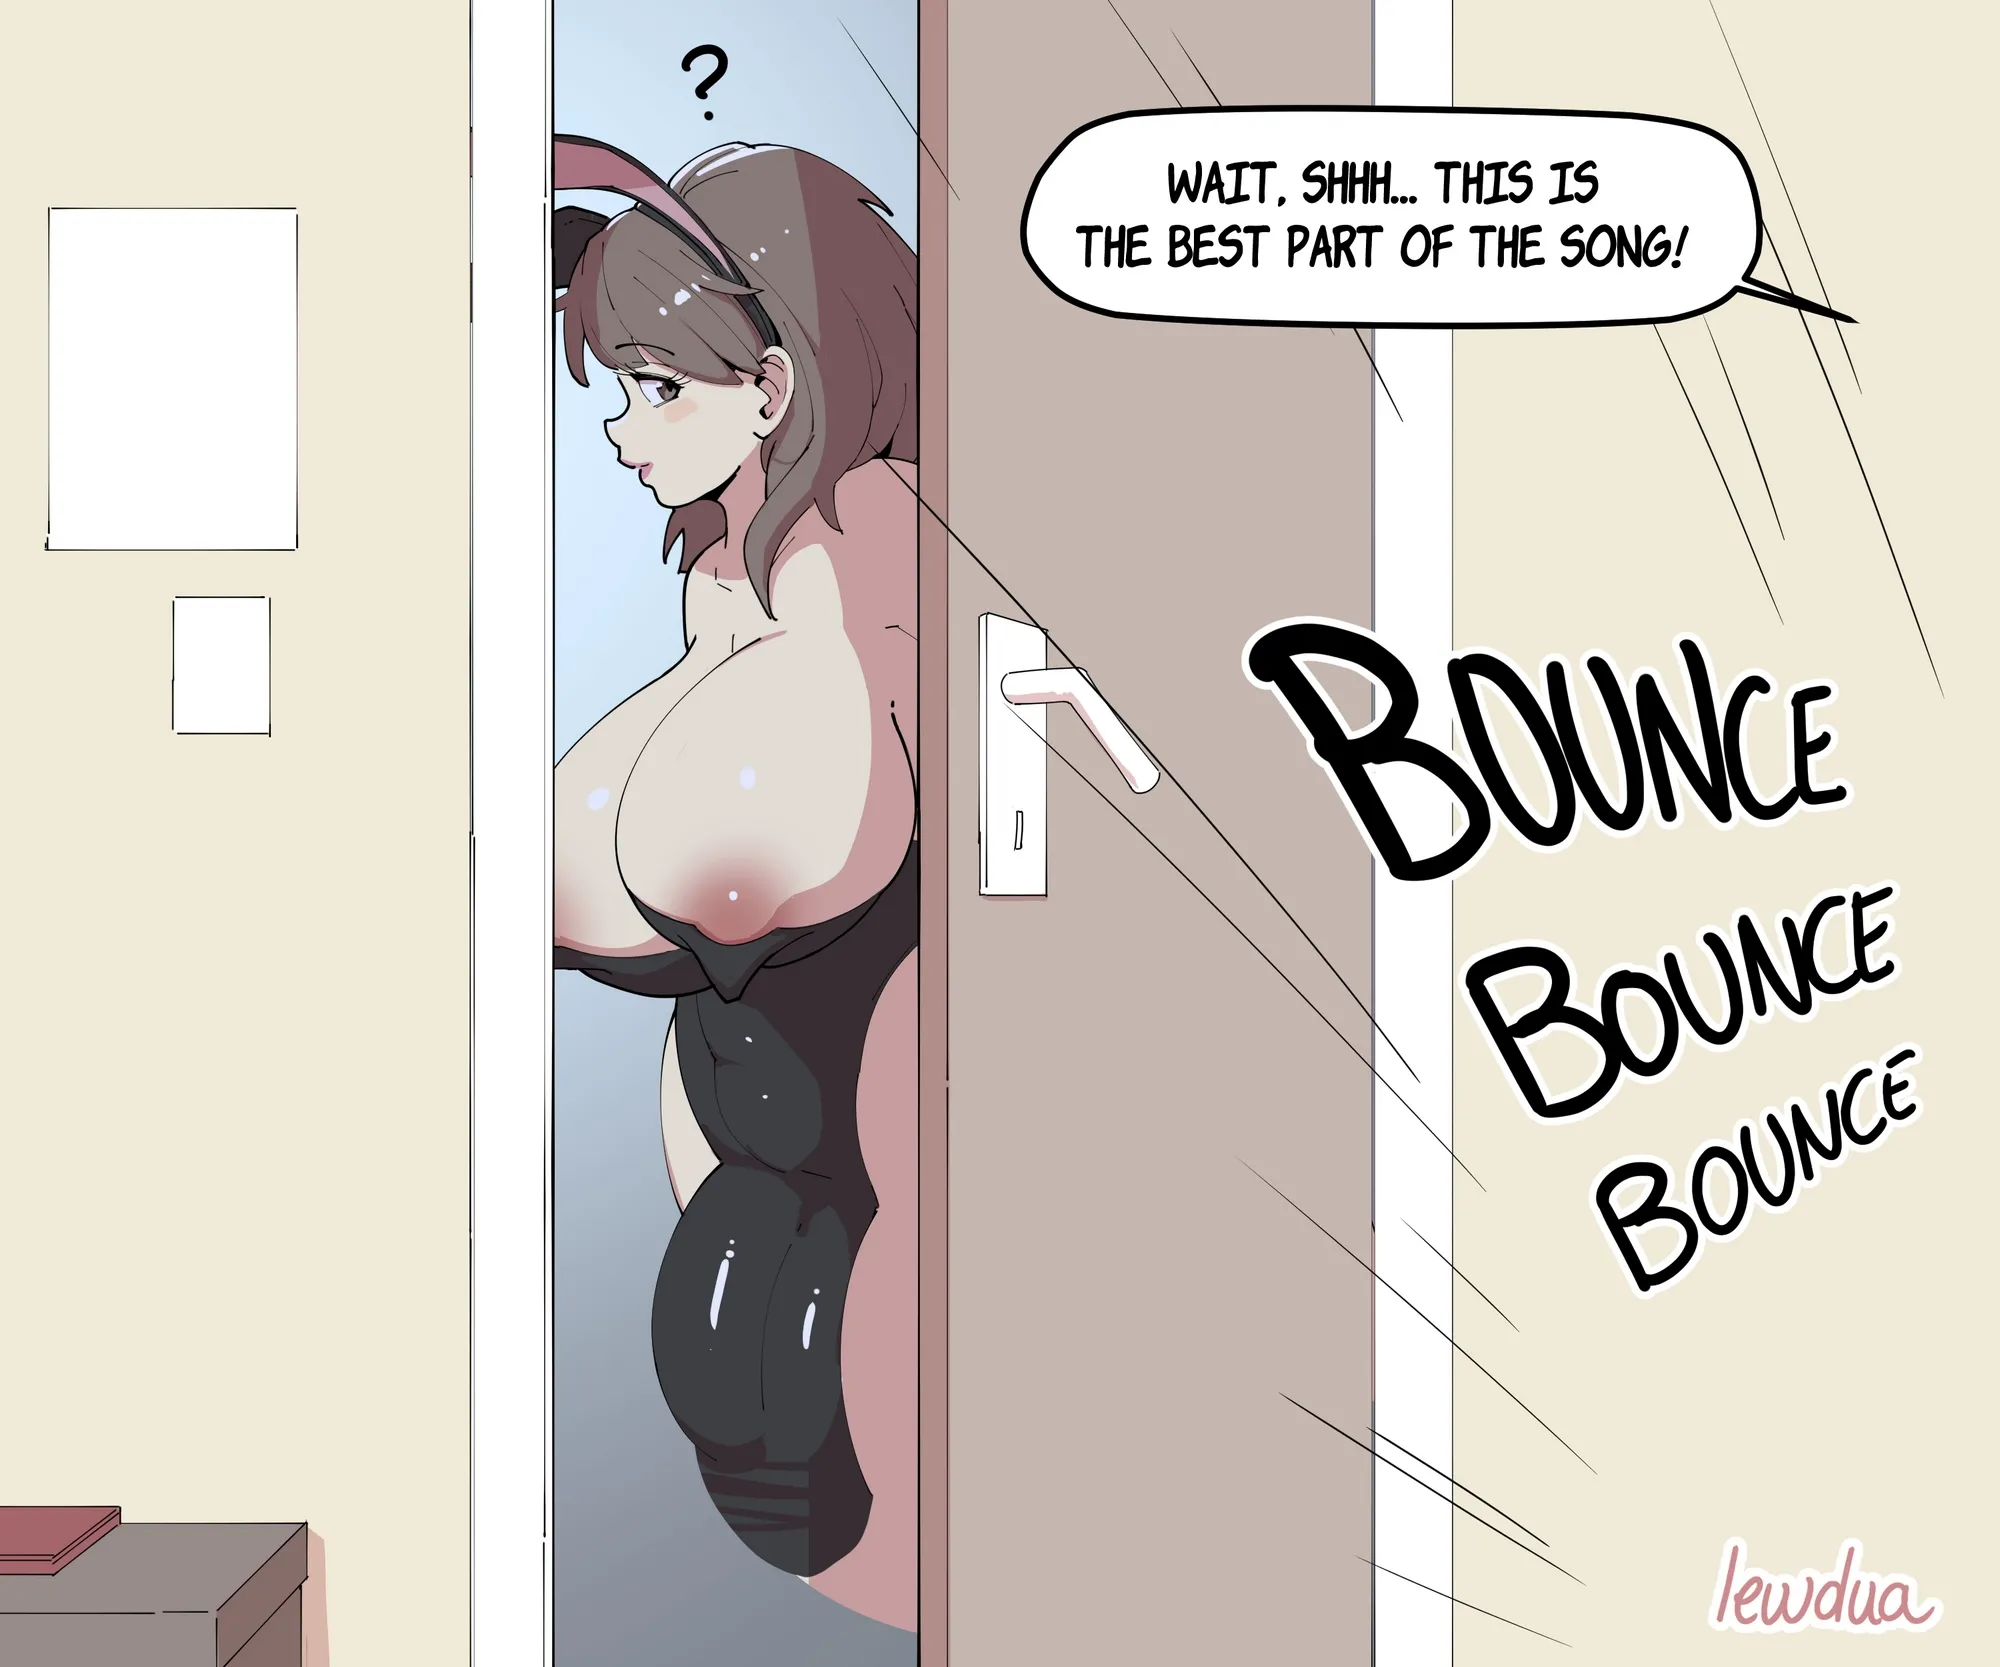 ?
WAIT, SHHH... THIS IS
THE BEST PART OF THE SONG!
BOUNCE
BOUNCE
BOUNCE
lewdua